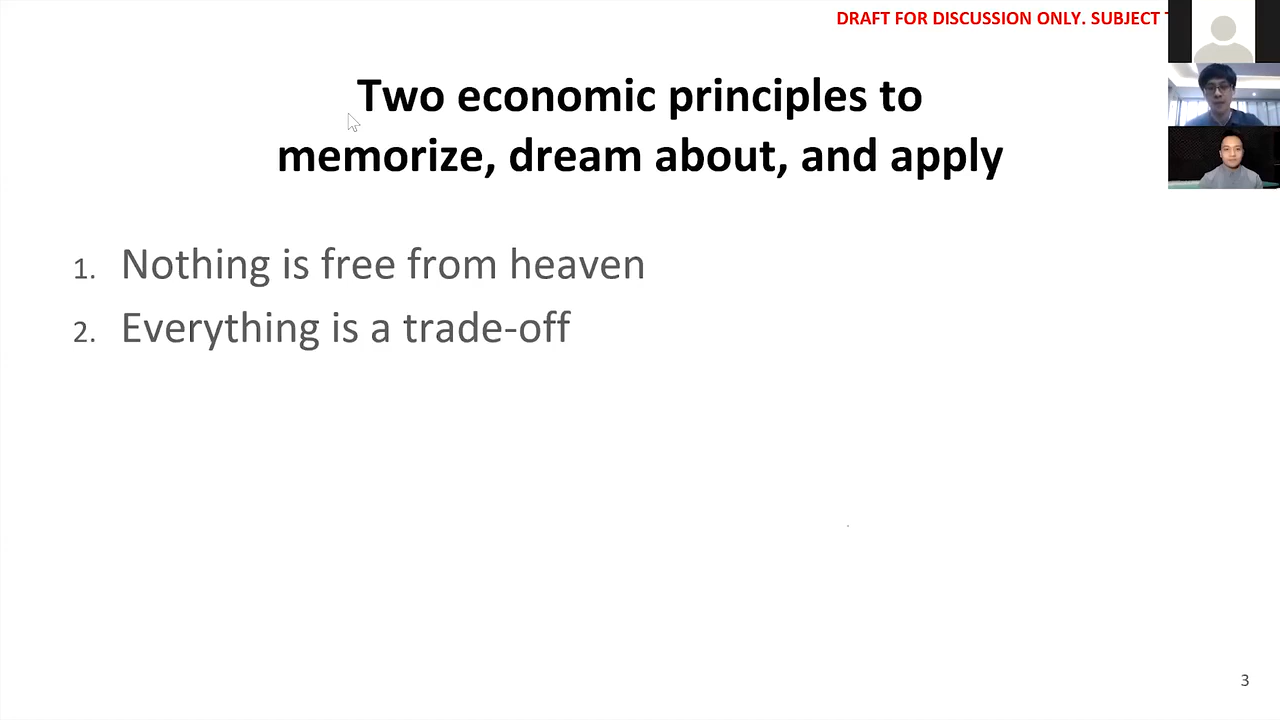 DRAFT FOR DISCUSSION ONLY. SUBJECT
Two economic principles to
memorize, dream about, and apply
1. Nothing is free from heaven
2. Everything is a trade-off
3